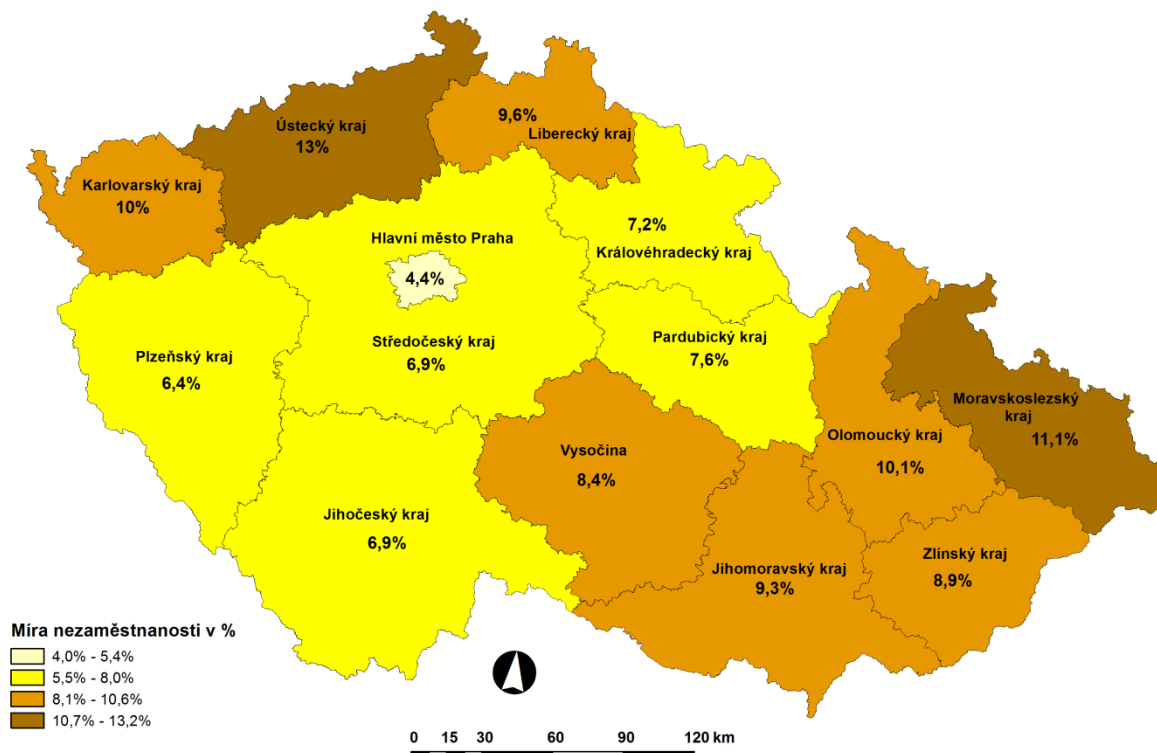 Ústecký kraj
13%
9,6%
Liberecký kraj
Karlovarský kraj
10%
7,2%
Královéhradecký kraj
Hlavní město Praha
4,4%
Středočeský kraj
6,9%
Plzeňský kraj
6,4%
Pardubický kraj
7,6%
Moravskoslezský
kraj
11,1%
Olomoucký kraj
10,1%
Vysočina
8,4%
Jihočeský kraj
6,9%
Zlínský kraj
8,9%
Jihomoravský kraj
9,3%
Míra nezaměstnanosti v %
4,0% - 5,4%
5,5% - 8,0%
8,1% - 10,6%
10,7% - 13,2%
0 15 30 60 90 120 km